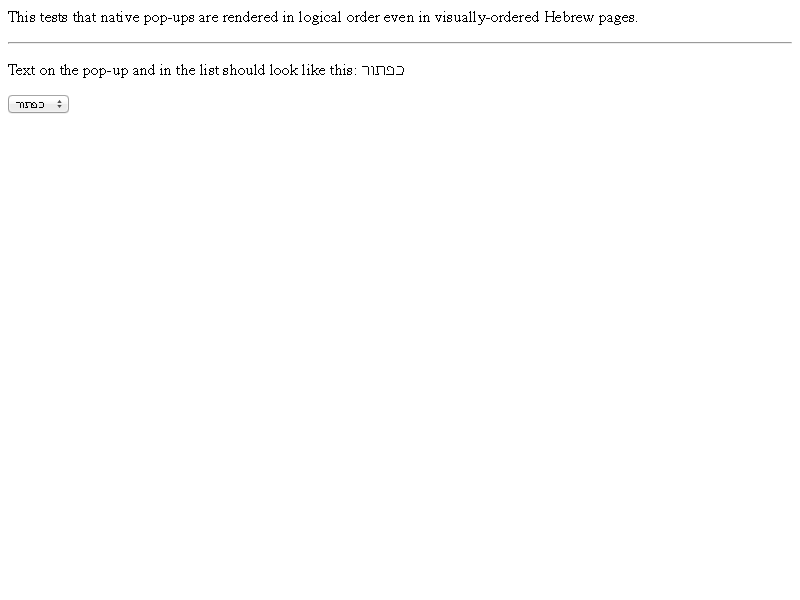 This tests that native pop-ups are rendered in logical order even in visually-ordered Hebrew pages.
Text on the pop-up and in the list should look like this: כפתור
כפתור